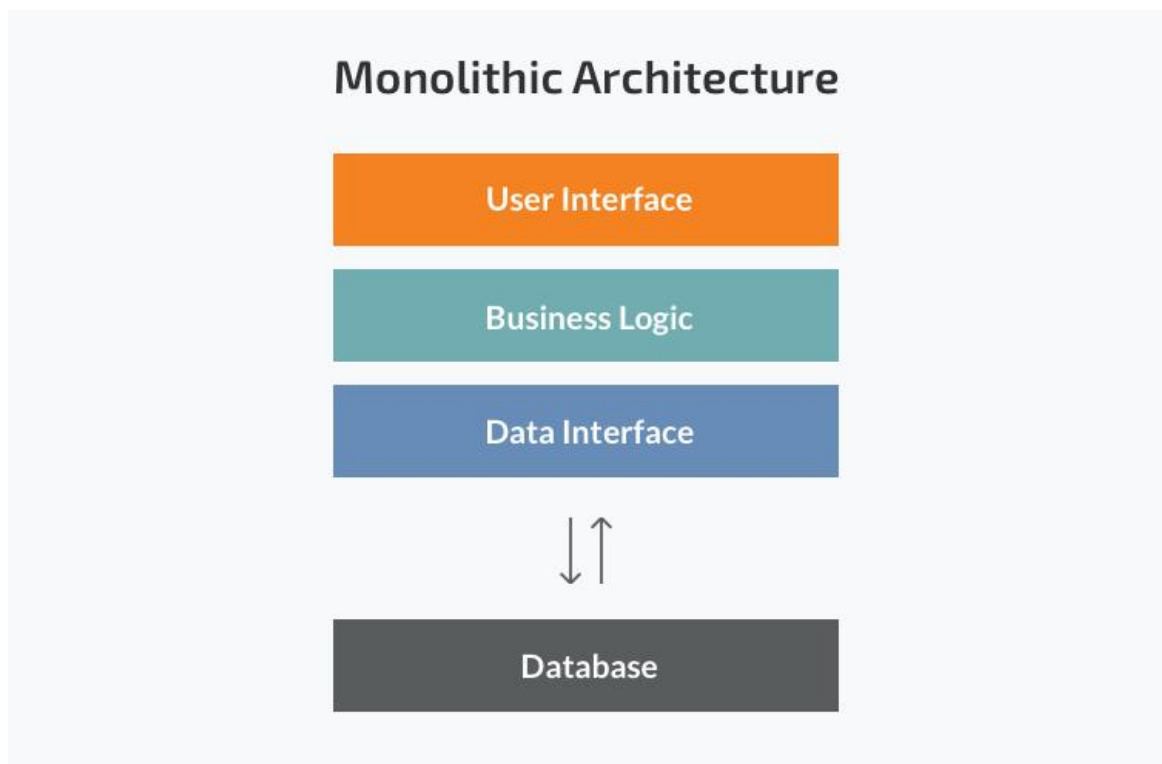 Monolithic Architecture
User Interface
Business Logic
Data Interface
Database